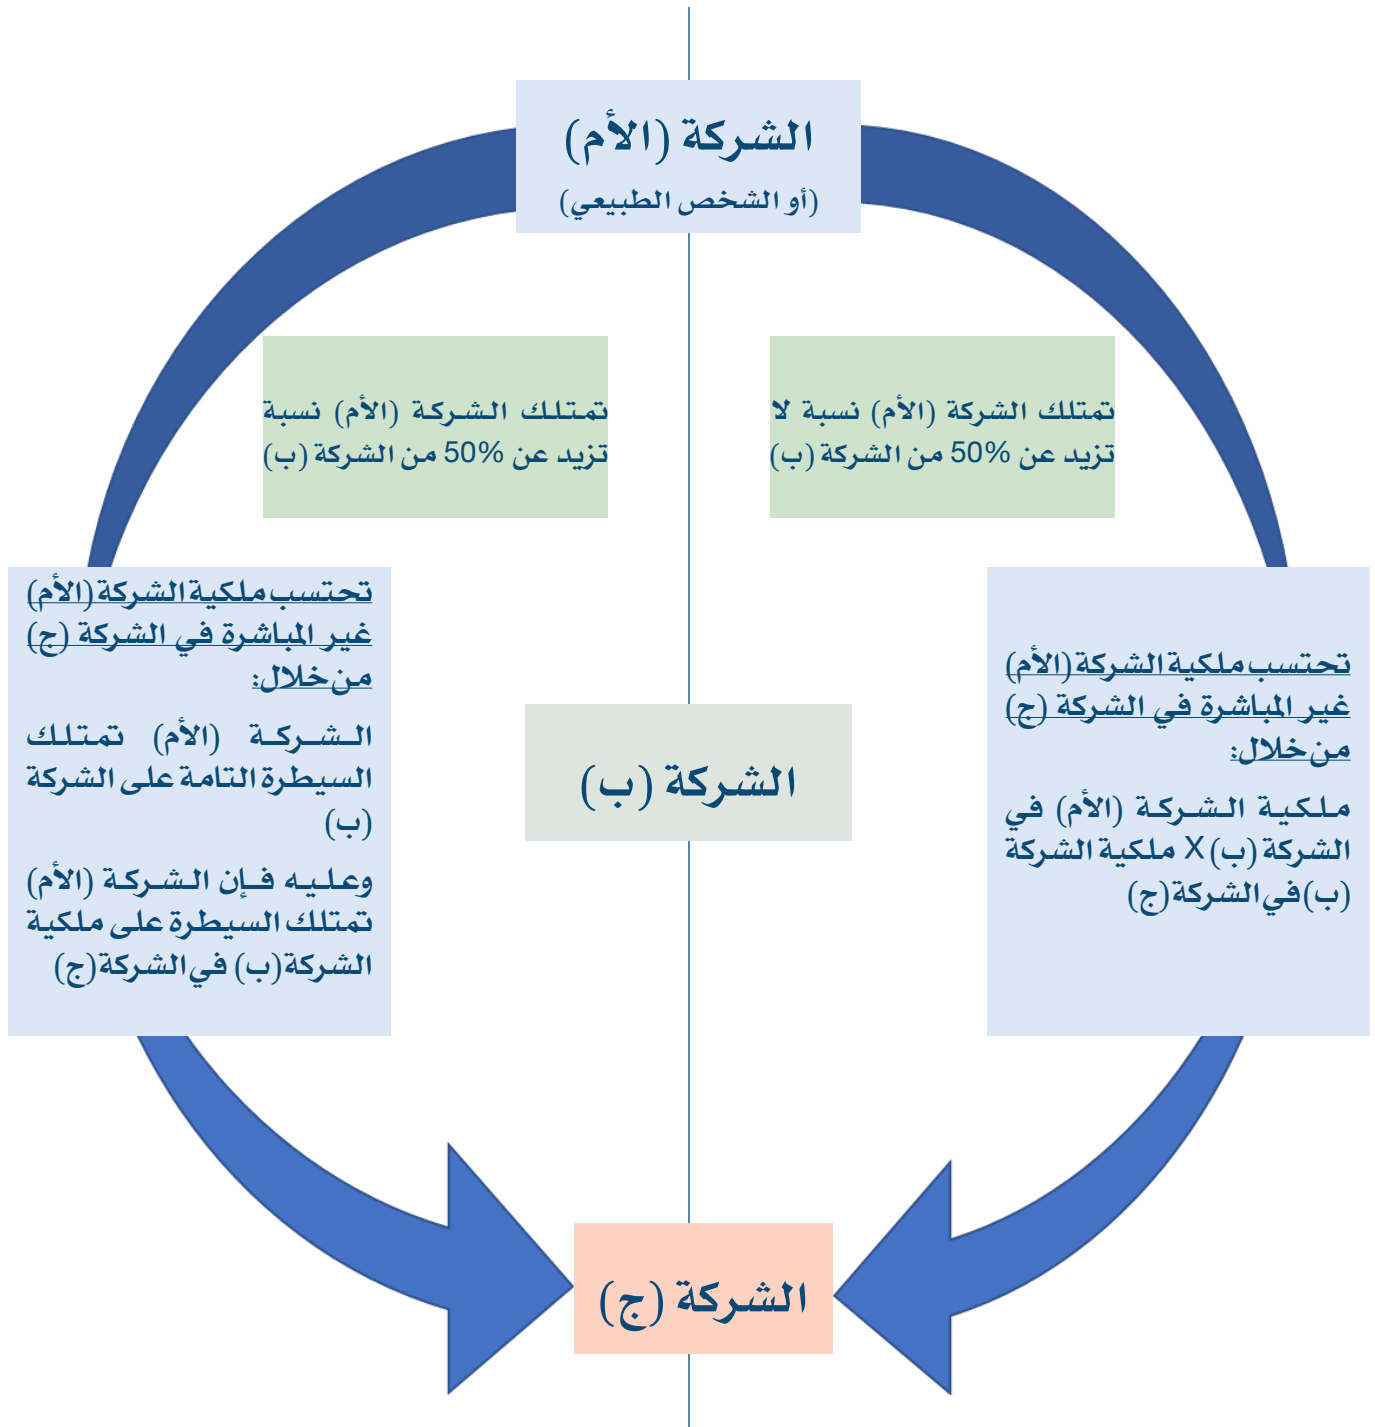 الشركة (الأم)
(أو الشخص الطبيعي)
تمتلك الشركة (الأم) نسبة لا
تزيد عن 50% من الشركة (ب)
تمتلك الشركة (الأم) نسبة
تزيد عن 50% من الشركة (ب)
تحتسب ملكية الشركة (الأم)
غير المباشرة في الشركة (ج)
من خلال:
ملكية الشركة (الأم) في
الشركة (ب) X ملكية الشركة
(ب) في الشركة (ج)
تحتسب ملكية الشركة (الأم)
غير المباشرة في الشركة (ج)
من خلال:
الشركة (الأم) تمتلك
السيطرة التامة على الشركة
(ب)
وعليه فإن الشركة (الأم)
تمتلك السيطرة على ملكية
الشركة (ب) في الشركة (ج)
الشركة (ب)
الشركة (ج)